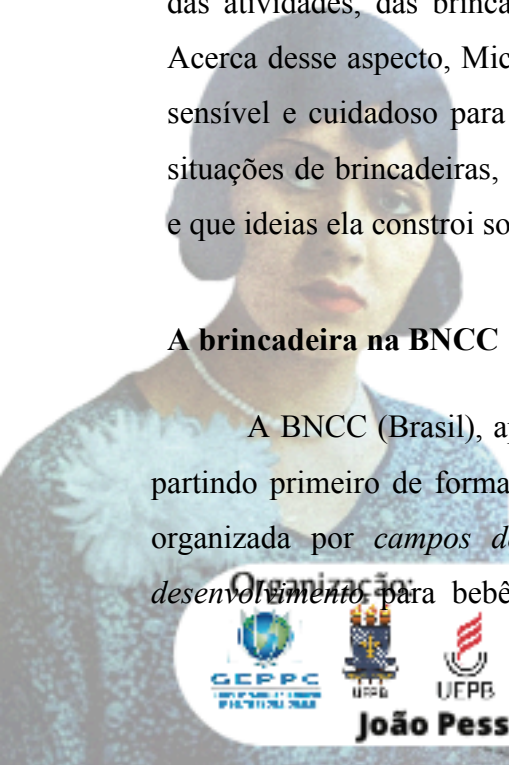 das atividades, das brinca
Acerca desse aspecto, Mic
sensível e cuidadoso para
situações de brincadeiras,
e que ideias ela constroi so
A brincadeira na BNCC
A BNCC (Brasil), ap
partindo primeiro de forma
organizada por campos de
desenvolvimento para bebê
Organização:
GEPPC
UFPB
UEPB
João Pess